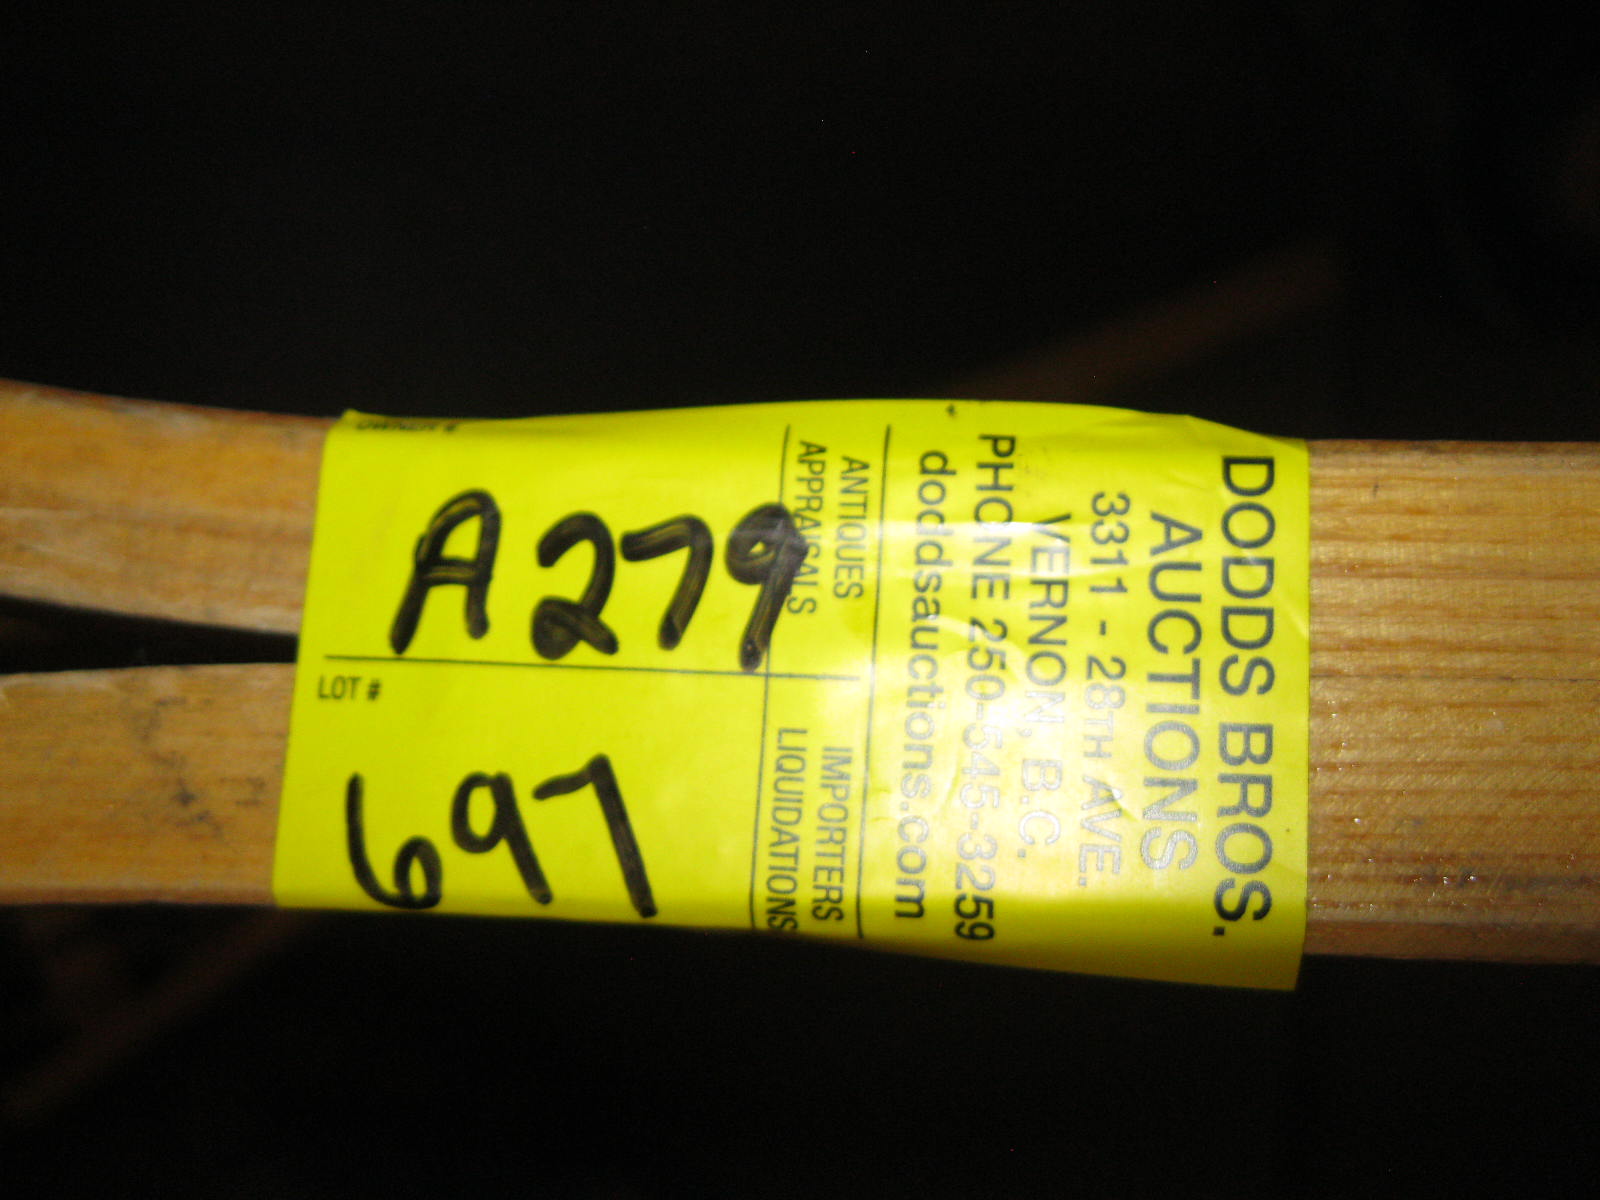 DODDS BROS.
AUCTIONS
3311 - 28TH AVE.
VERNON, B.C.
PHONE 250-545-3259
doddsauctions.com
ANTIQUES
APPRAISALS
IMPORTERS
LIQUIDATIONS
OWNER #
A279
LOT #
697